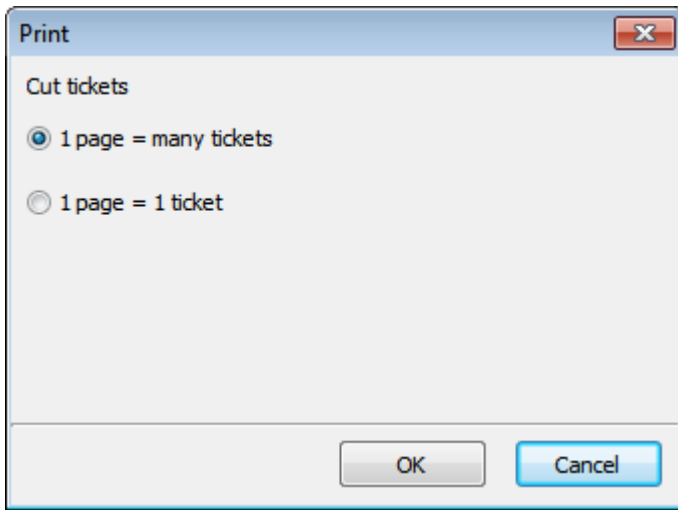 Print
Cut tickets
1 page = many tickets
1 page = 1 ticket
OK
Cancel